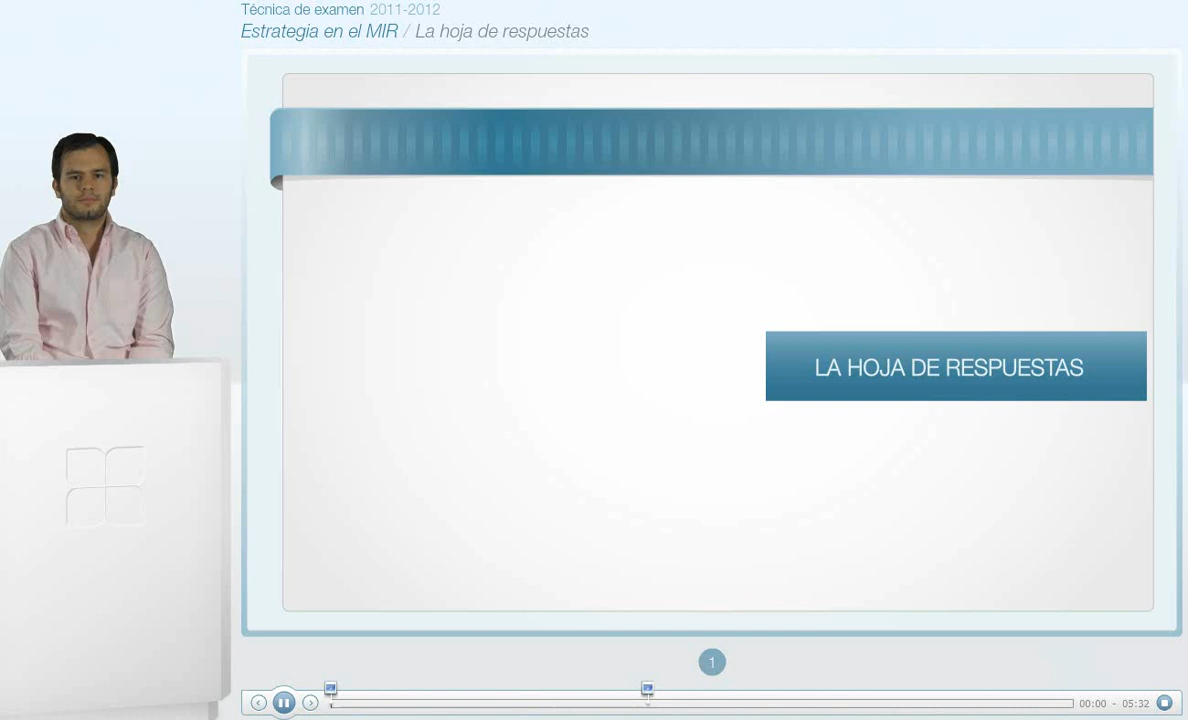 Técnica de examen 2011-2012
Estrategia en el MIR / La hoja de respuestas
LA HOJA DE RESPUESTAS
1
00:00 - 05:32